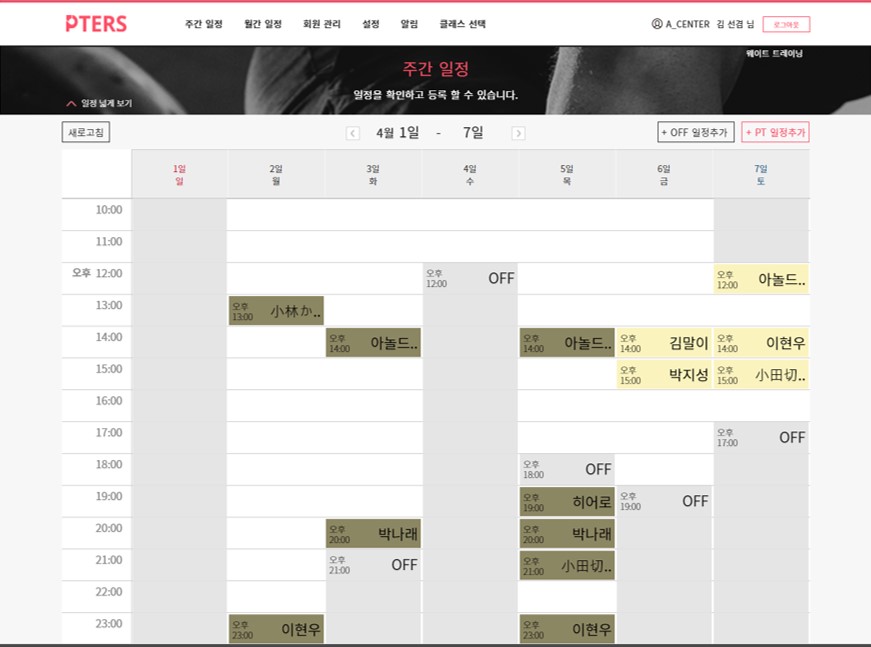 PTERS
주간 일정 월간 일정 회원 관리 설정 알림 클래스 선택
A_CENTER 김 선겸 님 로그아웃
웨이트 트레이닝
주간 일정
일정을 확인하고 등록 할 수 있습니다.
일정 넓게 보기
새로고침
4월 1일 - 7일
+ OFF 일정추가 + PT 일정추가
1일 2일 3일 4일 5일 6일 7일
일 월 화 수 목 금 토
10:00
11:00
오후 12:00
오후 12:00 OFF
오후 12:00 아놀드..
13:00
오후 13:00 小林か..
14:00
오후 14:00 아놀드..
오후 14:00 아놀드..
오후 14:00 김말이
오후 14:00 이현우
15:00
오후 15:00 박지성
오후 15:00 小田切..
16:00
17:00
오후 17:00 OFF
18:00
오후 18:00 OFF
19:00
오후 19:00 히어로
오후 19:00 OFF
20:00
오후 20:00 박나래
오후 20:00 박나래
21:00
오후 21:00 OFF
오후 21:00 小田切..
22:00
23:00
오후 23:00 이현우
오후 23:00 이현우